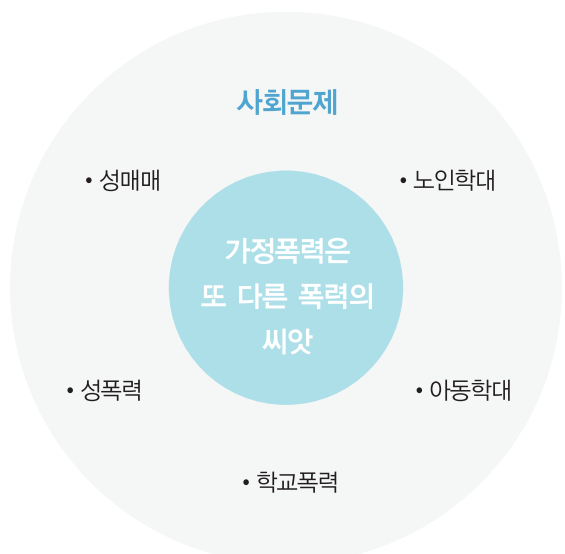 사회문제
• 성매매
• 노인학대
가정폭력은
또 다른 폭력의
씨앗
• 성폭력
• 아동학대
• 학교폭력